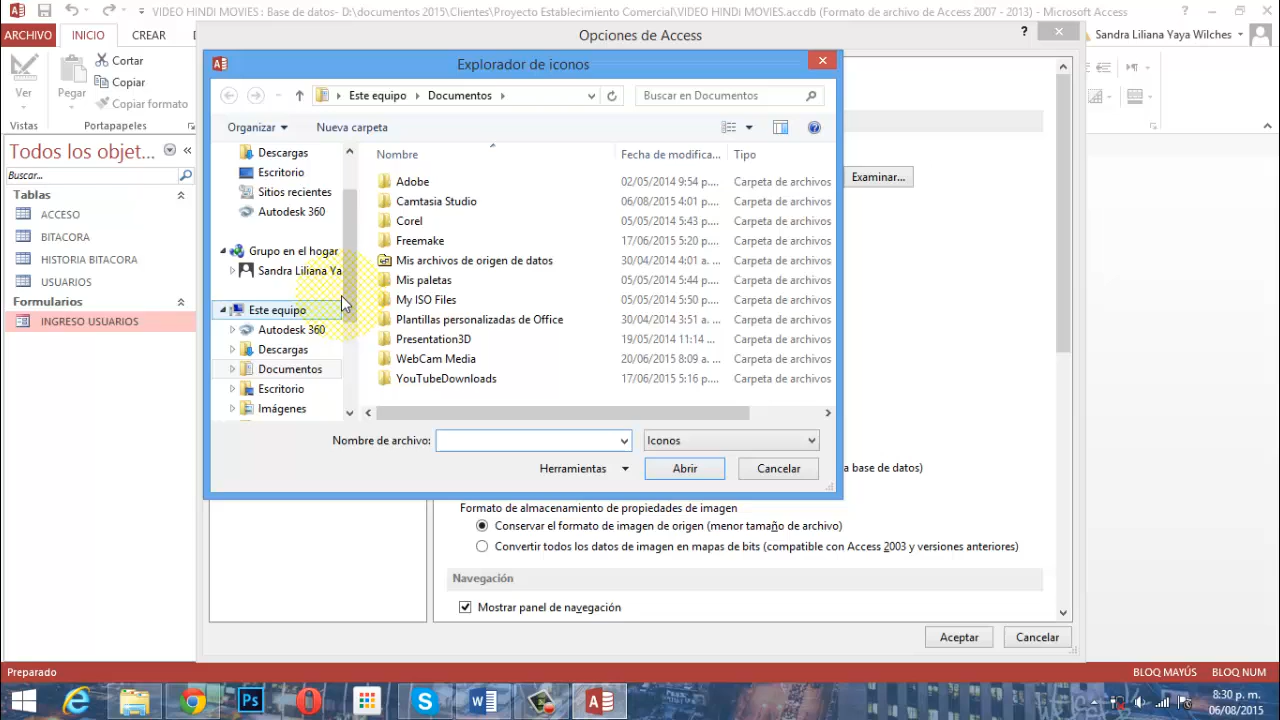 VIDEO HINDI MOVIES : Base de datos- D:\documentos 2015\Clientes\Proyecto Establecimiento Comercial\VIDEO HINDI MOVIES.accdb (Formato de archivo de Access 2007 - 2013) - Microsoft Access
ARCHIVO INICIO CREAR
Opciones de Access
Sandra Liliana Yaya Wilches
Ver
Vistas
Pegar
Cortar
Copiar
Copiar formato
Portapapeles
Todos los objet...
Buscar...
Tablas
ACCESO
BITACORA
HISTORIA BITACORA
USUARIOS
Formularios
INGRESO USUARIOS
Explorador de iconos
Este equipo Documentos
Buscar en Documentos
Organizar Nueva carpeta
Descargas
Escritorio
Sitios recientes
Autodesk 360
Grupo en el hogar
Sandra Liliana Ya
Este equipo
Autodesk 360
Descargas
Documentos
Escritorio
Imágenes
Nombre Fecha de modifica... Tipo
Adobe 02/05/2014 9:54 p.... Carpeta de archivos
Camtasia Studio 06/08/2015 4:01 p.... Carpeta de archivos
Corel 05/05/2014 5:43 p.... Carpeta de archivos
Freemake 17/06/2015 5:20 p.... Carpeta de archivos
Mis archivos de origen de datos 30/04/2014 4:01 a. ... Carpeta de archivos
Mis paletas 05/05/2014 5:44 p.... Carpeta de archivos
My ISO Files 05/05/2014 5:50 p.... Carpeta de archivos
Plantillas personalizadas de Office 30/04/2014 3:51 a. ... Carpeta de archivos
Presentation3D 19/05/2014 11:14 ... Carpeta de archivos
WebCam Media 20/06/2015 8:09 a. ... Carpeta de archivos
YouTubeDownloads 17/06/2015 5:16 p.... Carpeta de archivos
Nombre de archivo: Iconos
Herramientas Abrir Cancelar
Examinar...
a base de datos)
Formato de almacenamiento de propiedades de imagen
Conservar el formato de imagen de origen (menor tamaño de archivo)
Convertir todos los datos de imagen en mapas de bits (compatible con Access 2003 y versiones anteriores)
Navegación
Mostrar panel de navegación
Aceptar Cancelar
Preparado BLOQ MAYÚS BLOQ NUM
8:30 p. m.
06/08/2015